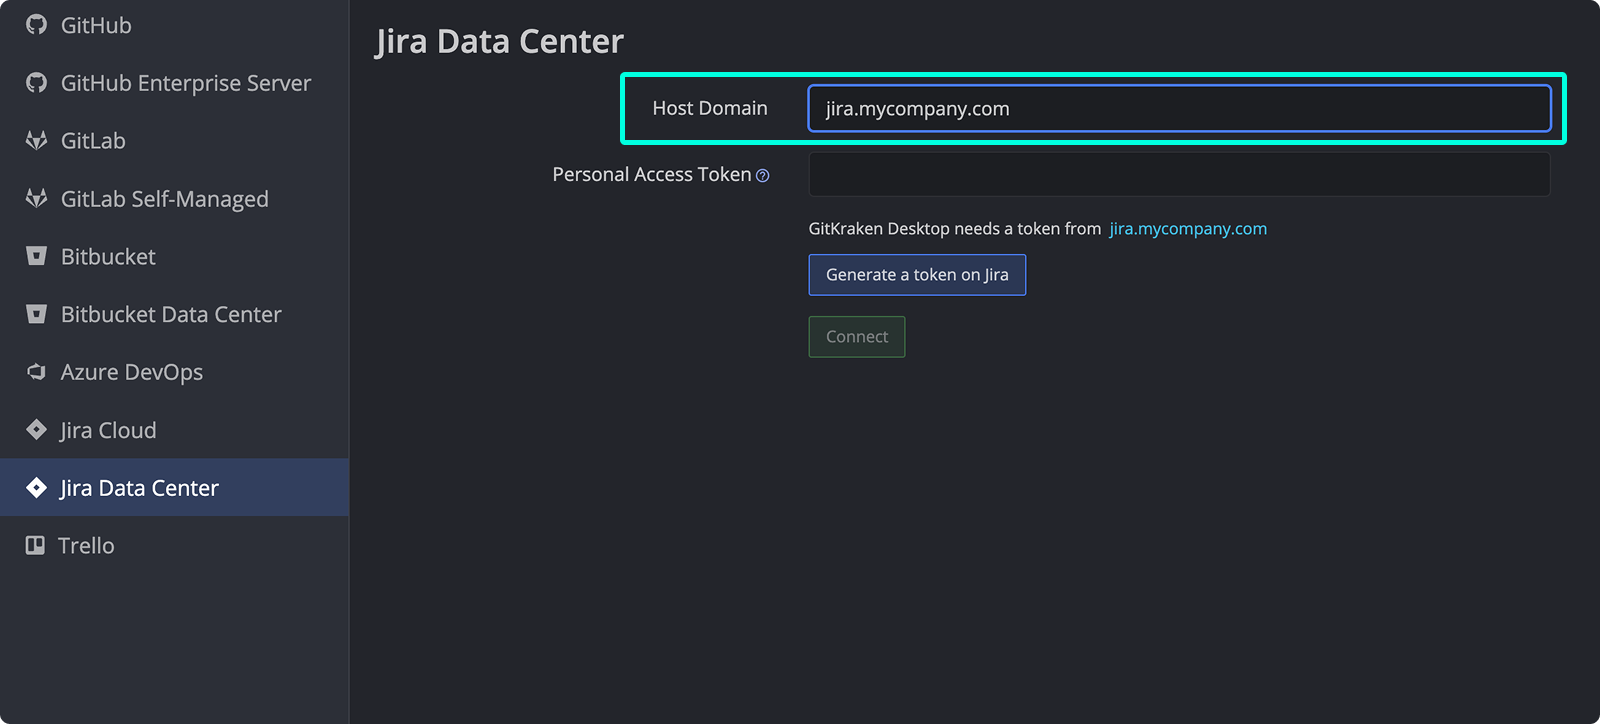 GitHub
GitHub Enterprise Server
GitLab
GitLab Self-Managed
Bitbucket
Bitbucket Data Center
Azure DevOps
Jira Cloud
Jira Data Center
Trello
Jira Data Center
Host Domain jira.mycompany.com
Personal Access Token ?
GitKraken Desktop needs a token from jira.mycompany.com
Generate a token on Jira
Connect